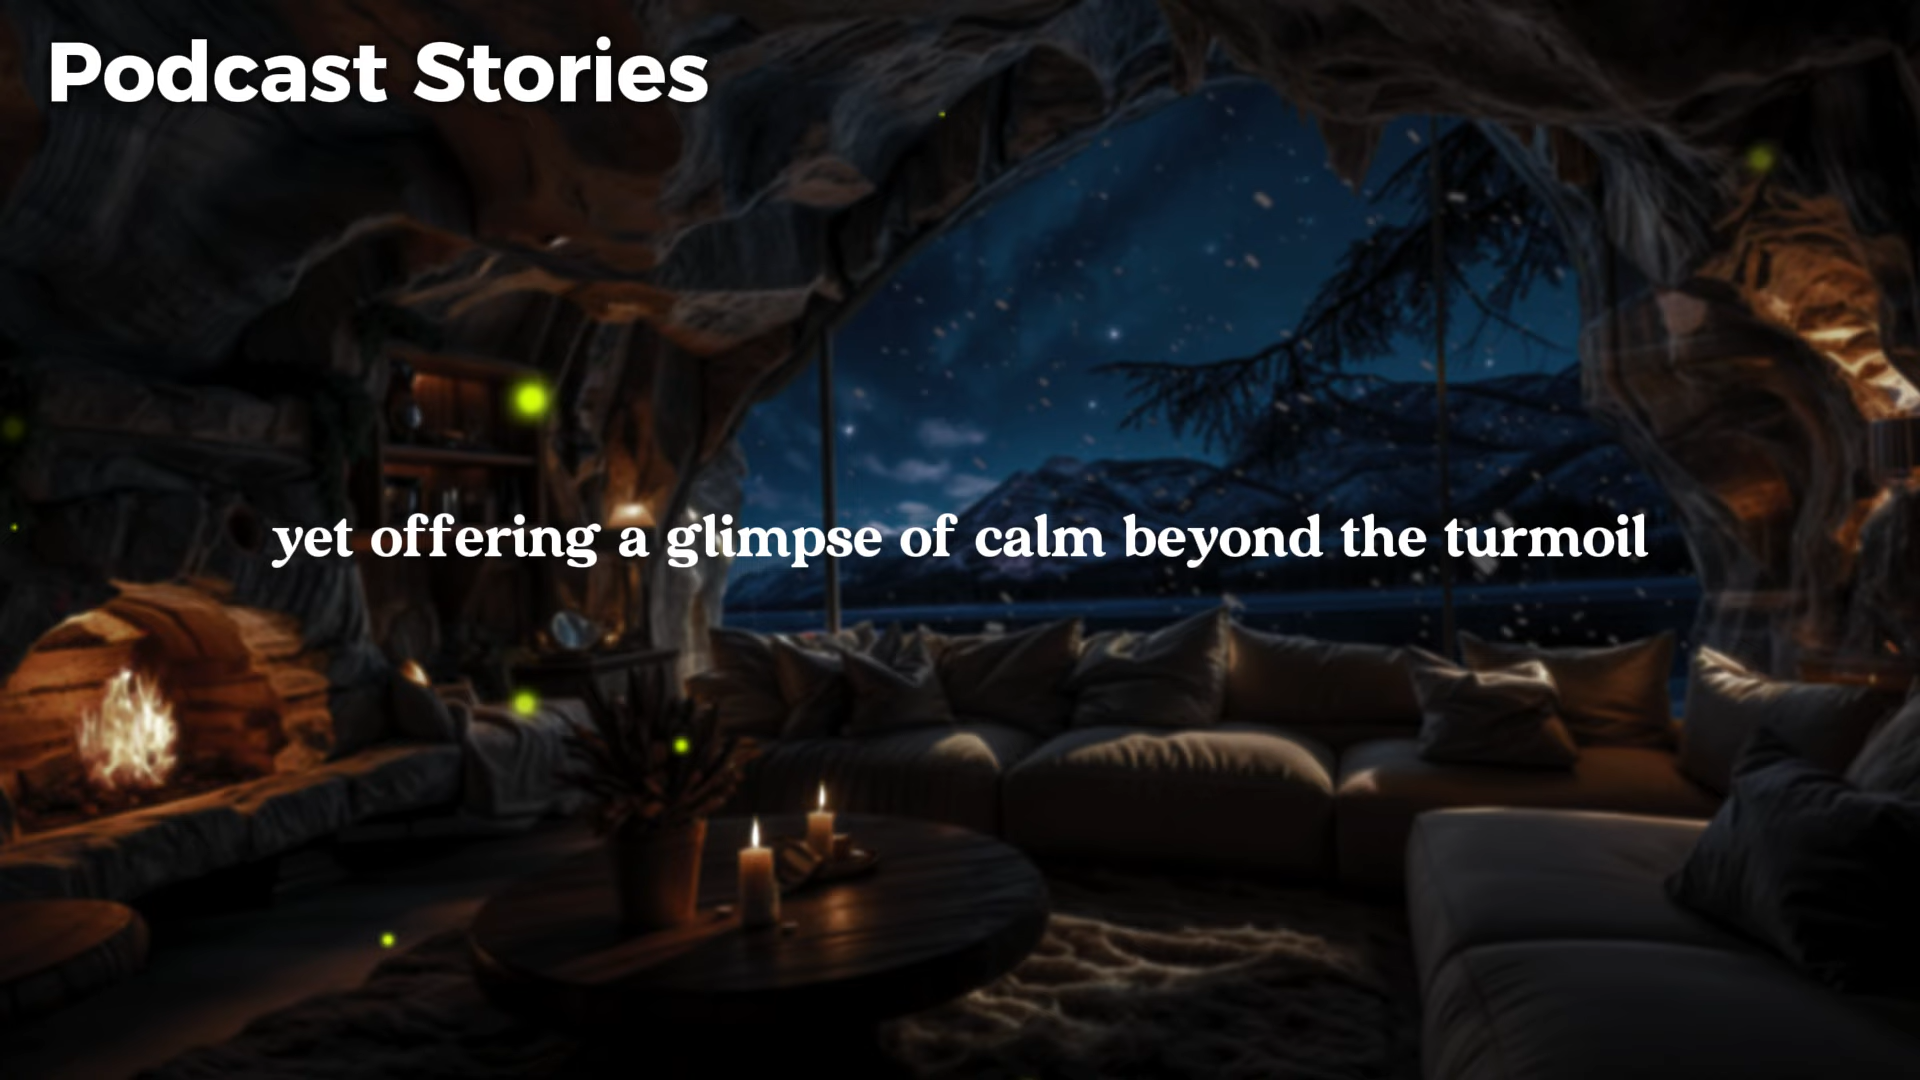 Podcast Stories
yet offering a glimpse of calm beyond the turmoil